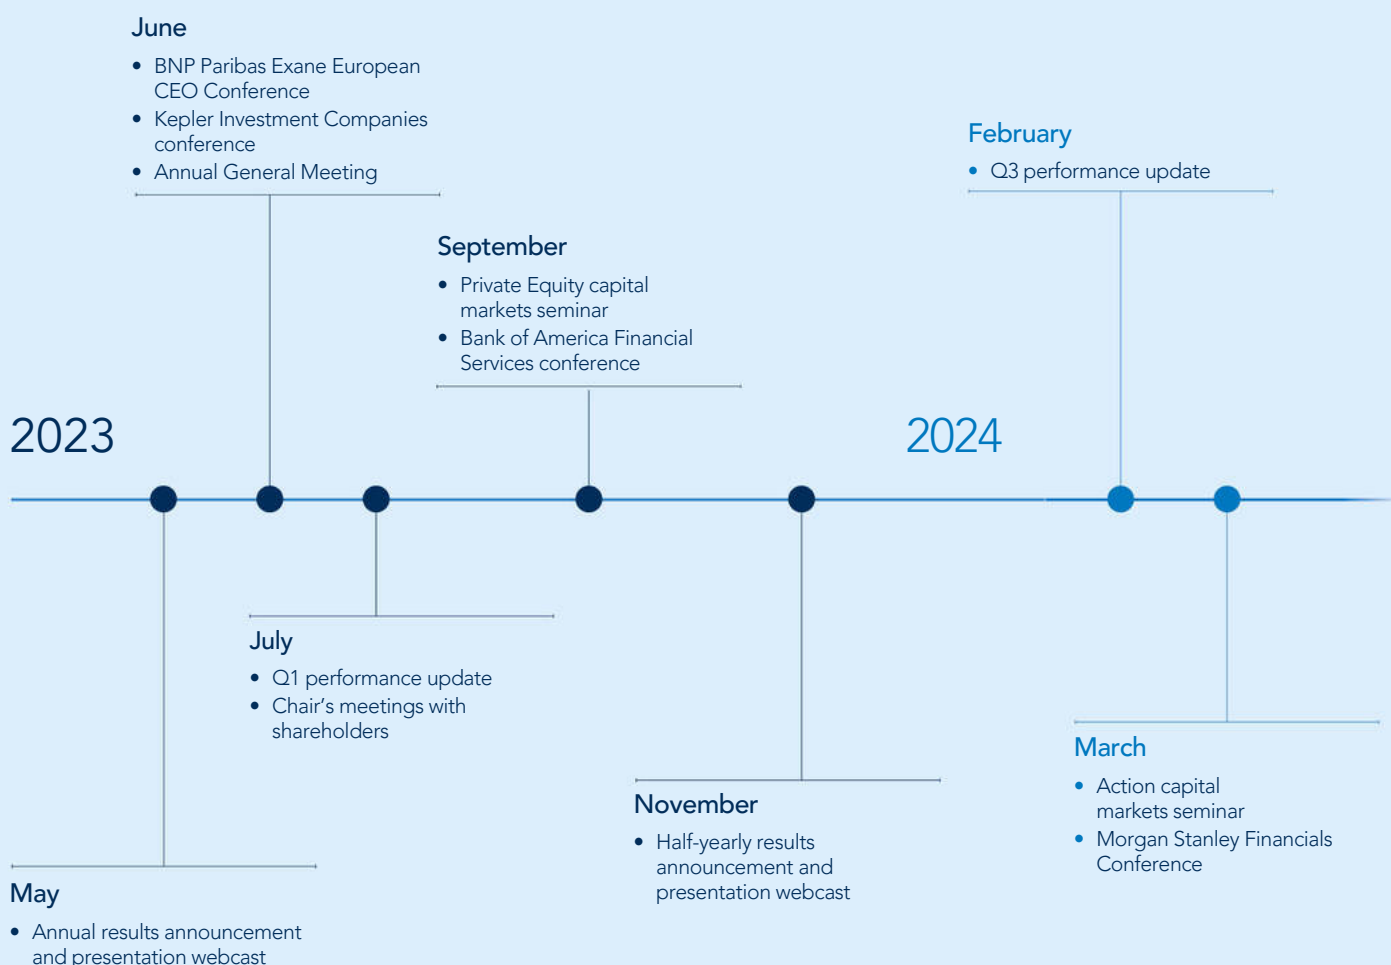 June
• BNP Paribas Exane European
CEO Conference
• Kepler Investment Companies
conference
• Annual General Meeting
February
• Q3 performance update
September
• Private Equity capital
markets seminar
• Bank of America Financial
Services conference
2023
2024
July
• Q1 performance update
• Chair’s meetings with
shareholders
March
• Action capital
markets seminar
• Morgan Stanley Financials
Conference
November
• Half-yearly results
announcement and
presentation webcast
May
• Annual results announcement
and presentation webcast